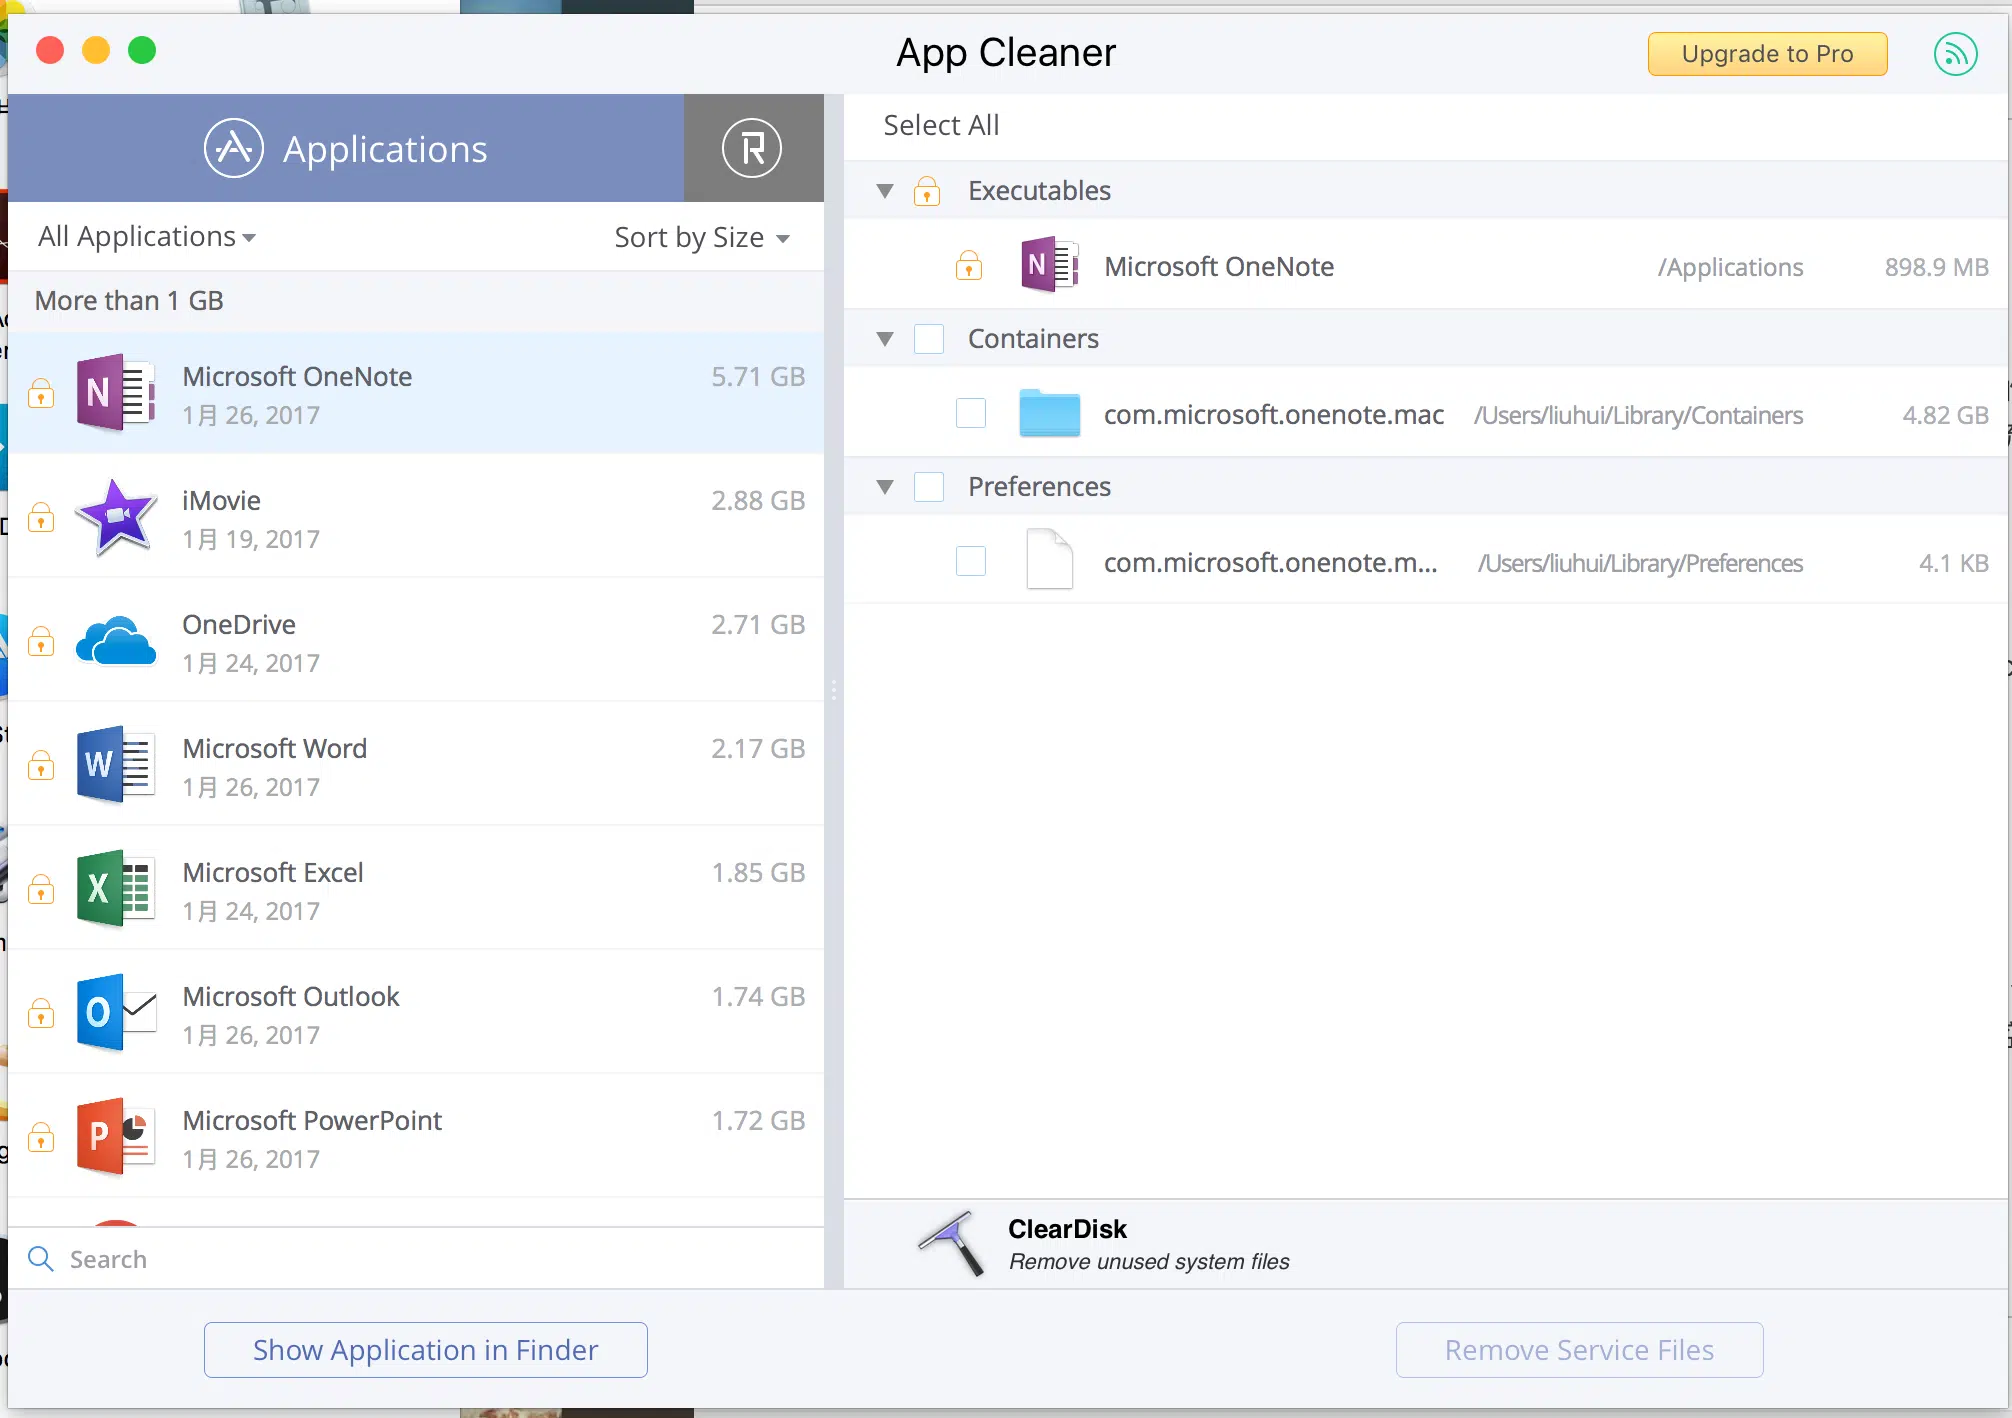 App Cleaner
Upgrade to Pro
Applications
All Applications
Sort by Size
More than 1 GB
Microsoft OneNote
5.71 GB
1月 26, 2017
iMovie
2.88 GB
1月 19, 2017
OneDrive
2.71 GB
1月 24, 2017
Microsoft Word
2.17 GB
1月 26, 2017
Microsoft Excel
1.85 GB
1月 24, 2017
Microsoft Outlook
1.74 GB
1月 26, 2017
Microsoft PowerPoint
1.72 GB
1月 26, 2017
Search
Show Application in Finder
Select All
Executables
Microsoft OneNote /Applications 898.9 MB
Containers
com.microsoft.onenote.mac /Users/liuhui/Library/Containers 4.82 GB
Preferences
com.microsoft.onenote.m... /Users/liuhui/Library/Preferences 4.1 KB
ClearDisk
Remove unused system files
Remove Service Files